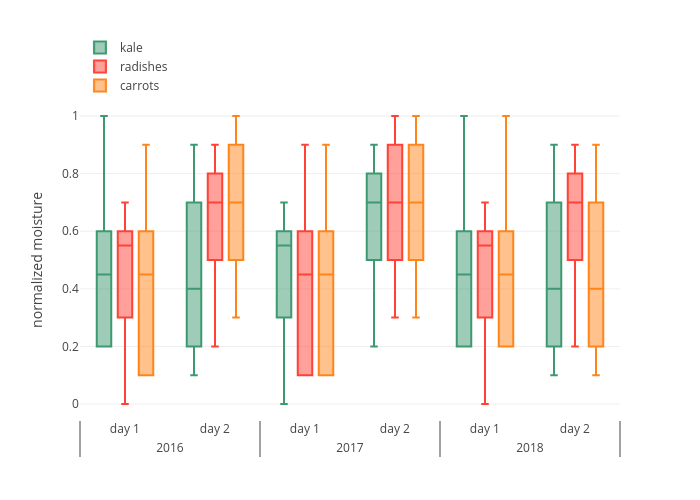 kale
radishes
carrots
normalized moisture
1
0.8
0.6
0.4
0.2
0
day 1 day 2 day 1 day 2 day 1 day 2
2016 2017 2018